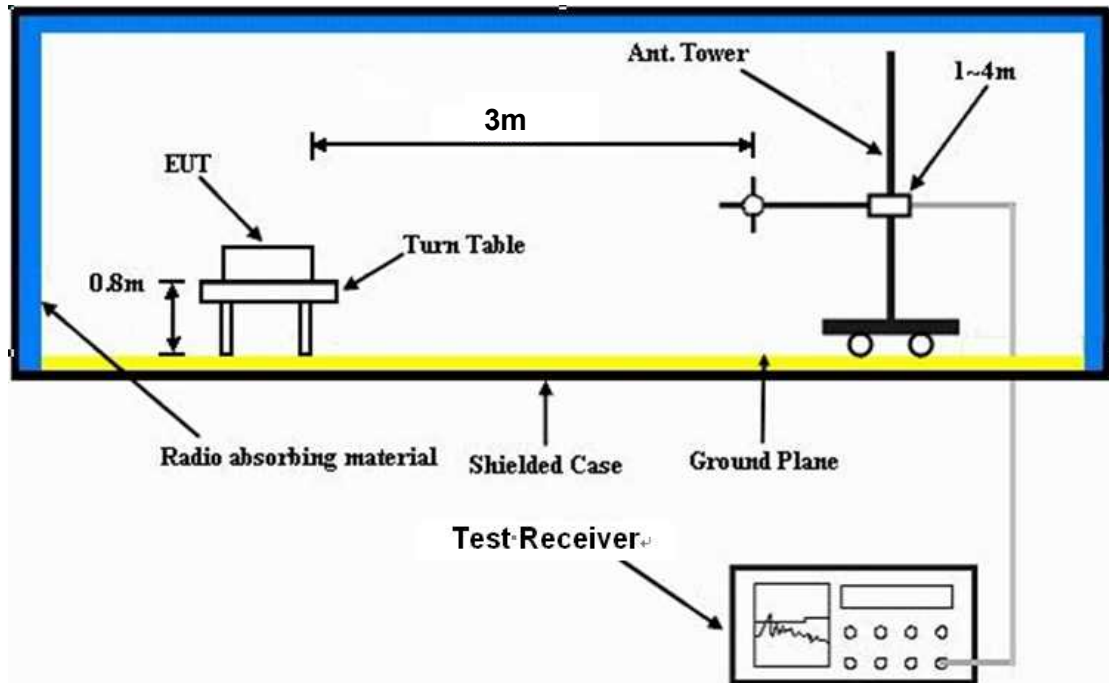 Ant. Tower
1~4m
3m
EUT
Turn Table
0.8m
Radio absorbing material
Shielded Case
Ground Plane
Test Receiver